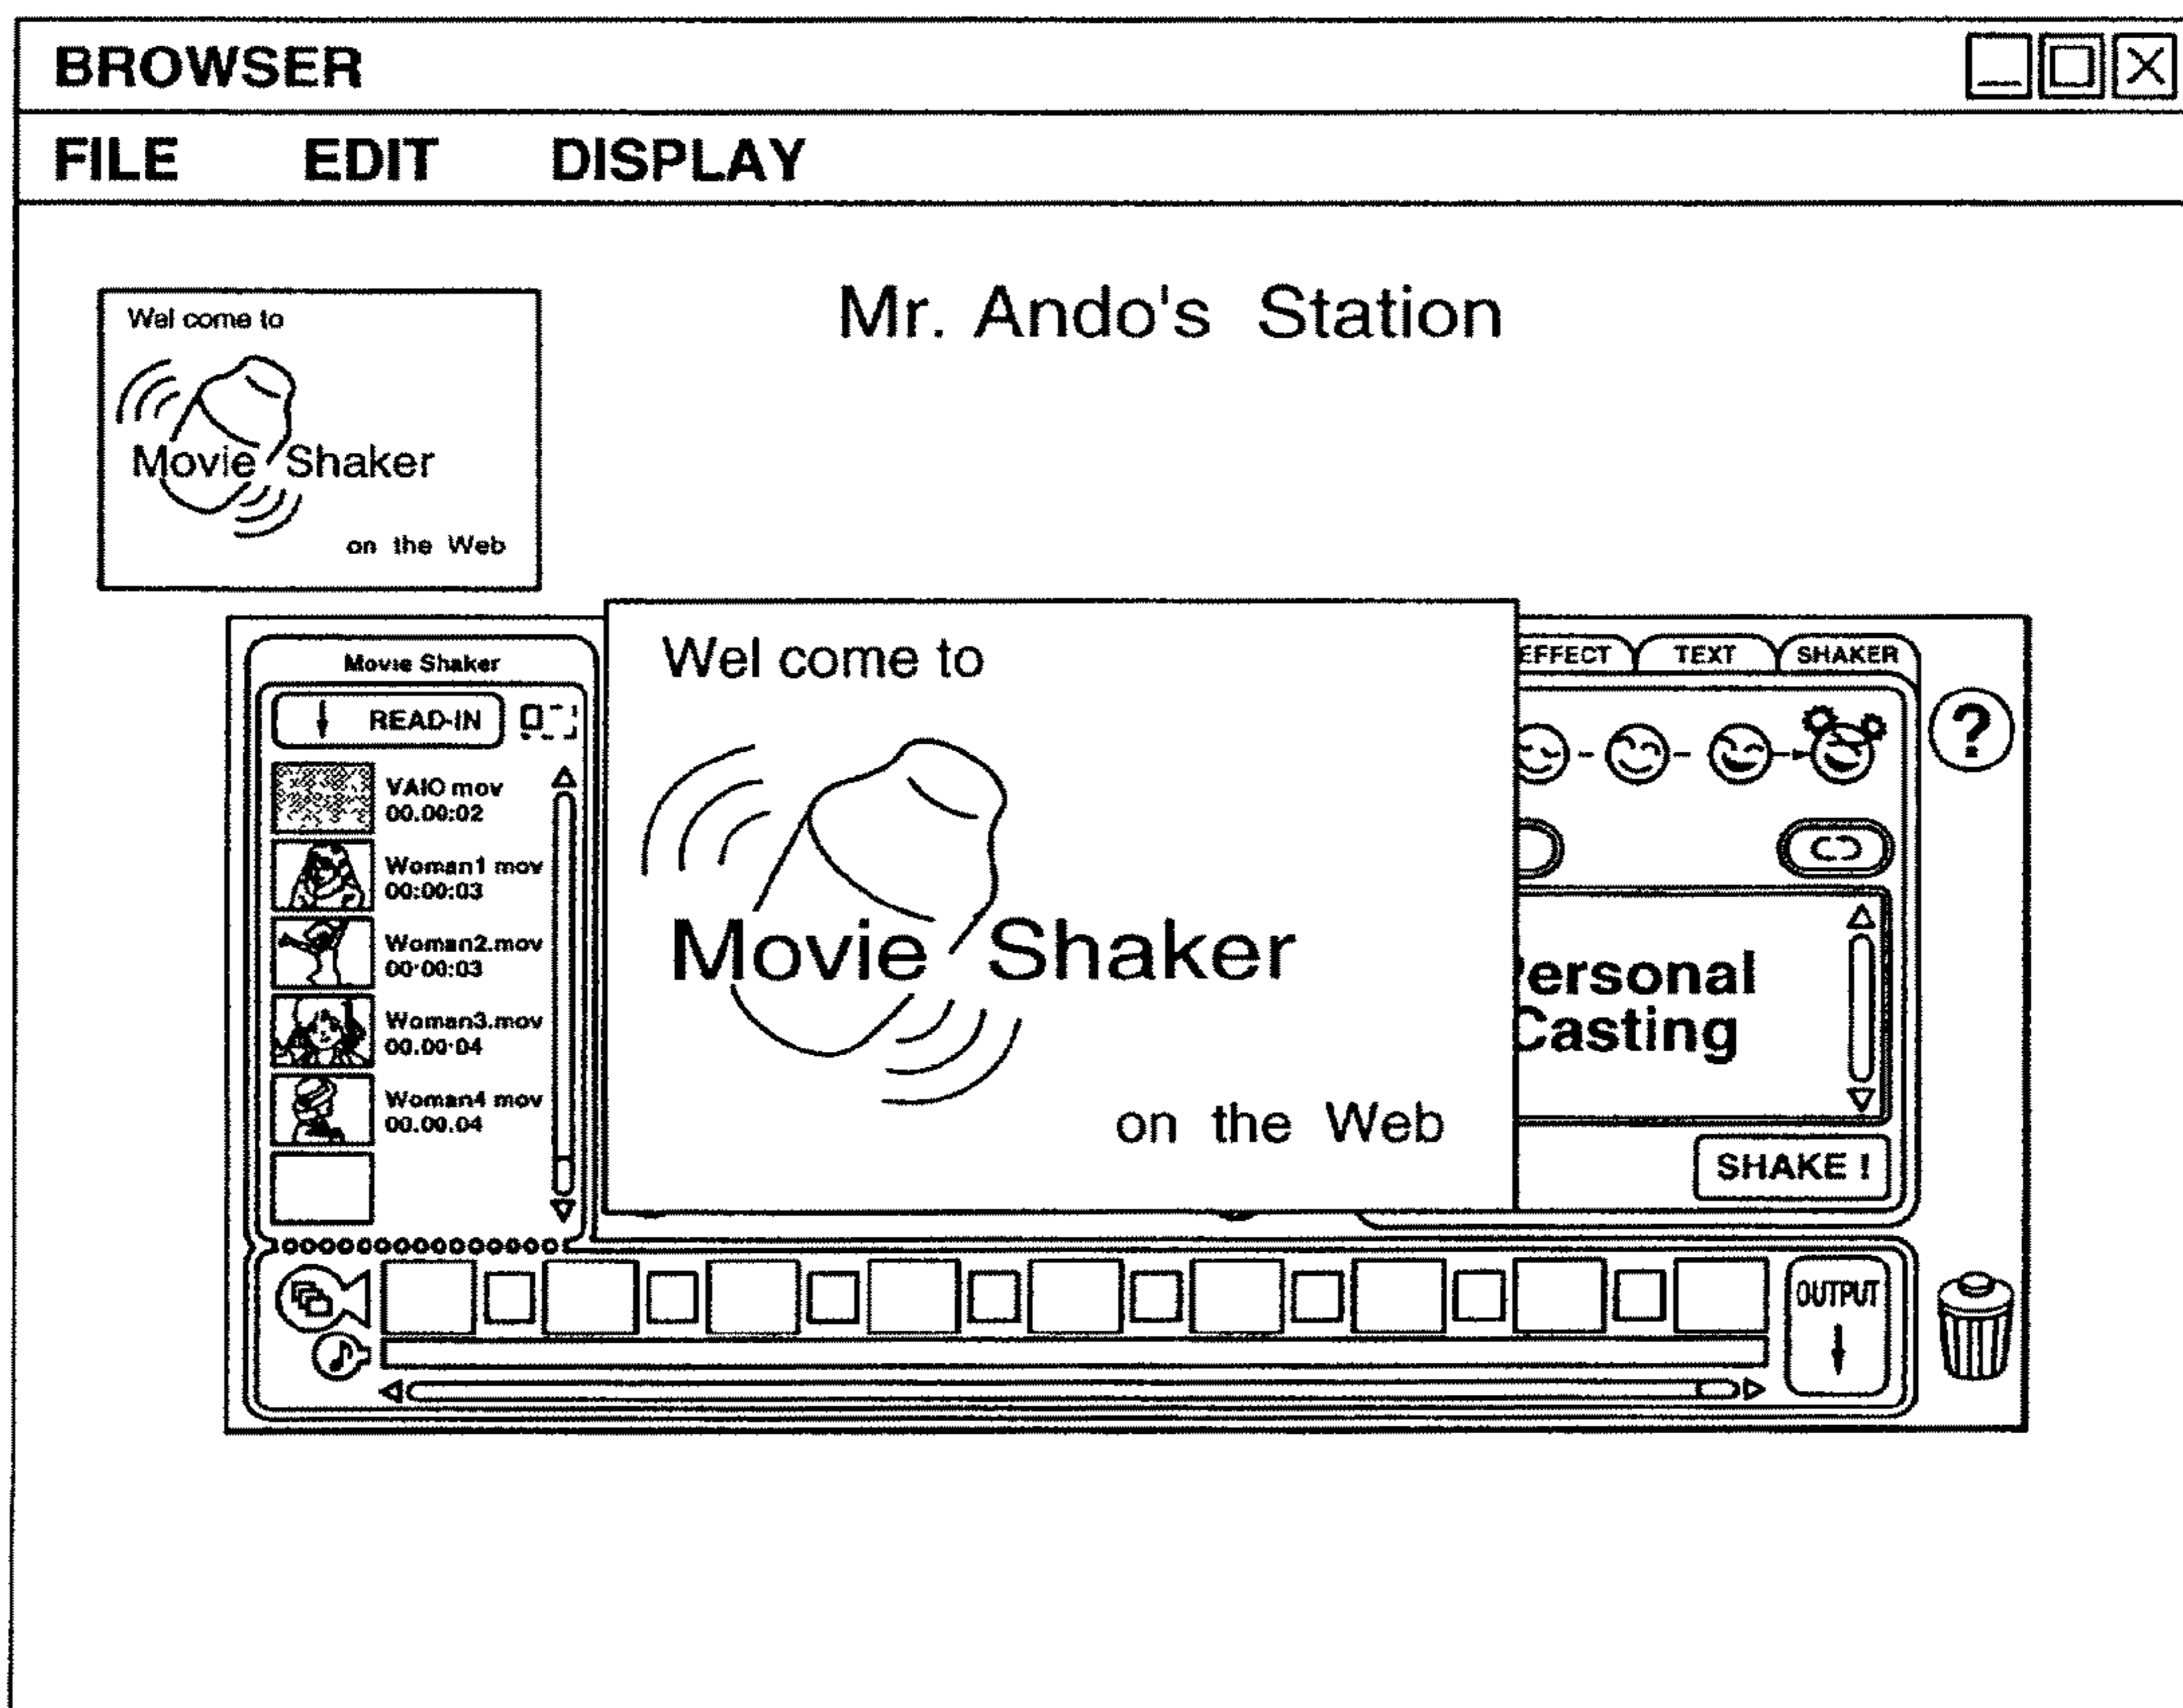 BROWSER
FILE EDIT DISPLAY
Mr. Ando's Station
Wel come to
Movie Shaker
on the Web
Movie Shaker
READ-IN
VAIO mov
00.00:02
Woman1 mov
00:00:03
Woman2.mov
00·00:03
Woman3.mov
00.00·04
Woman4 mov
00.00.04
Wel come to
Movie Shaker
on the Web
EFFECT TEXT SHAKER
?
ersonal
Casting
SHAKE !
OUTPUT